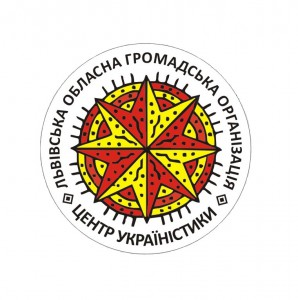 ЛЬВІВСЬКА ОБЛАСНА ГРОМАДСЬКА ОРГАНІЗАЦІЯ
ЦЕНТР УКРАЇНІСТИКИ